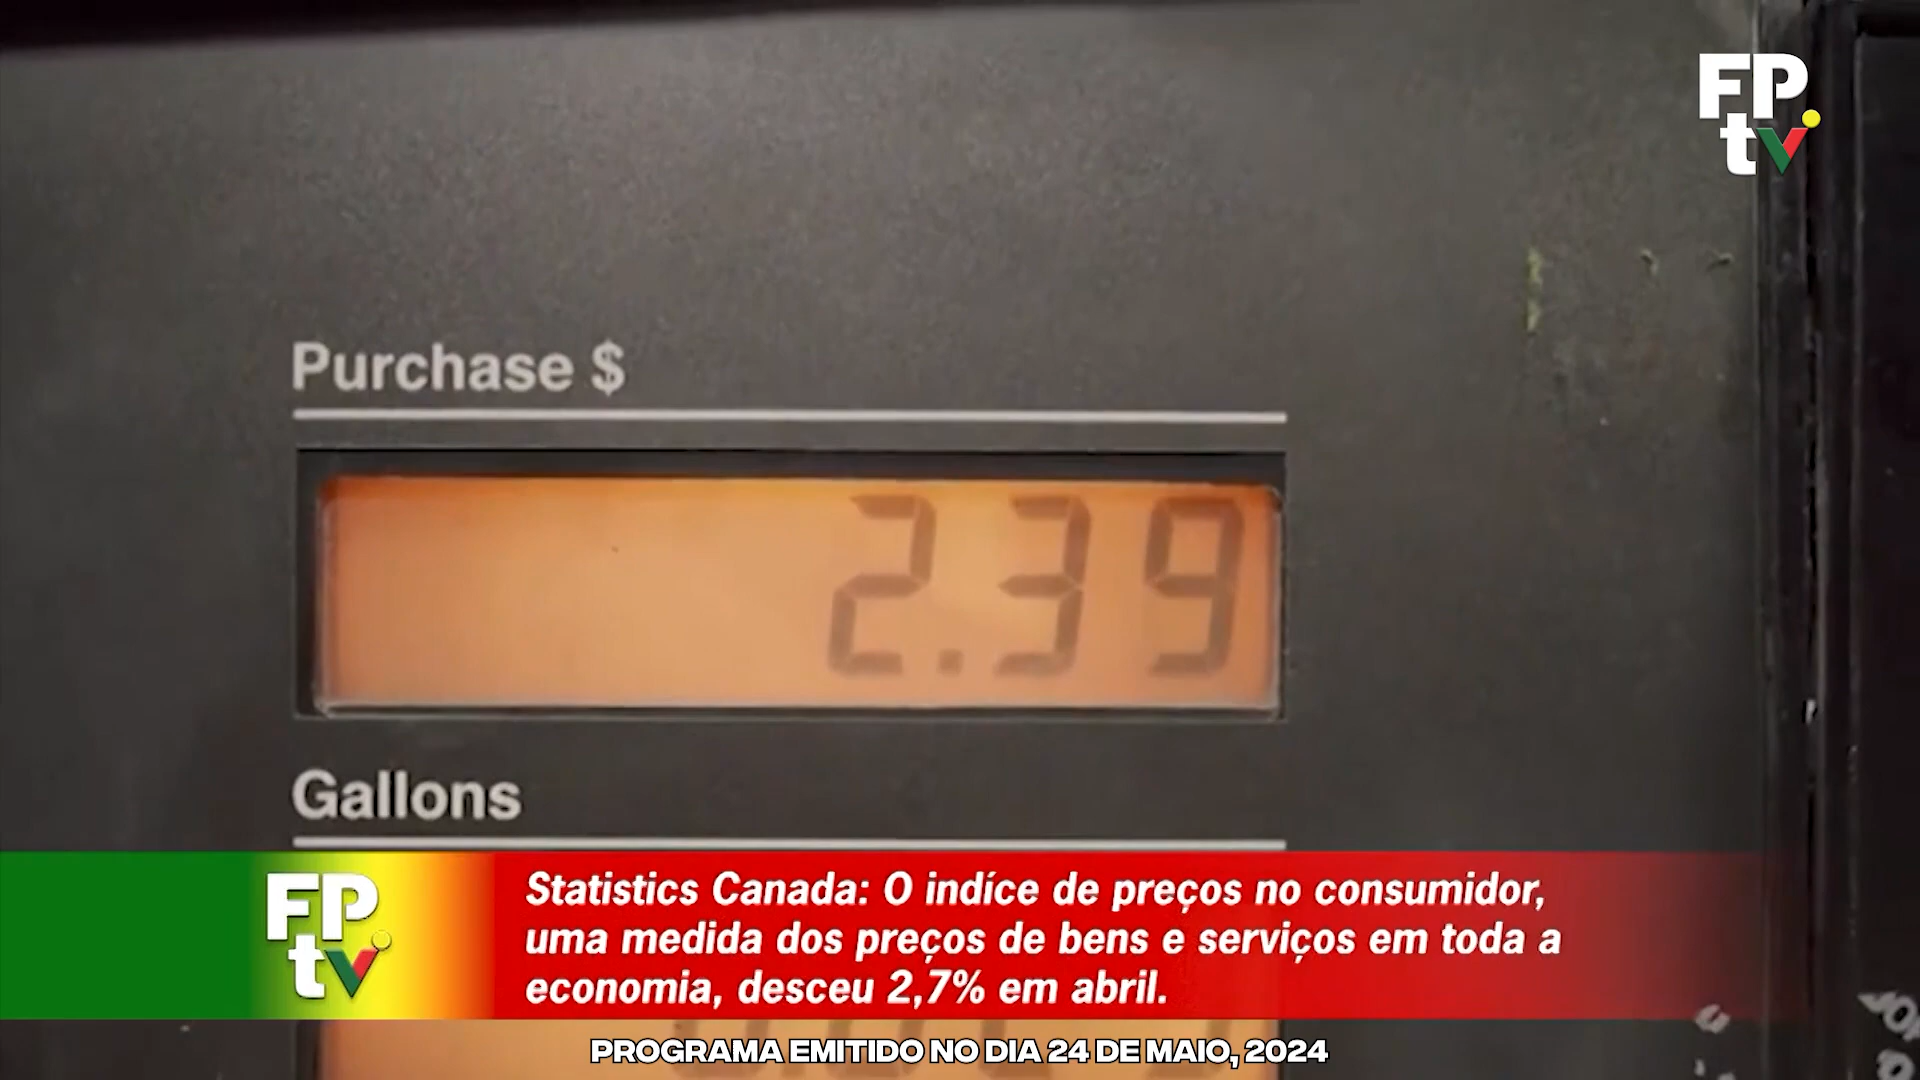 FP
tv
Purchase $
2.39
Gallons
FP
tv
Statistics Canada: O indíce de preços no consumidor,
uma medida dos preços de bens e serviços em toda a
economia, desceu 2,7% em abril.
PROGRAMA EMITIDO NO DIA 24 DE MAIO, 2024